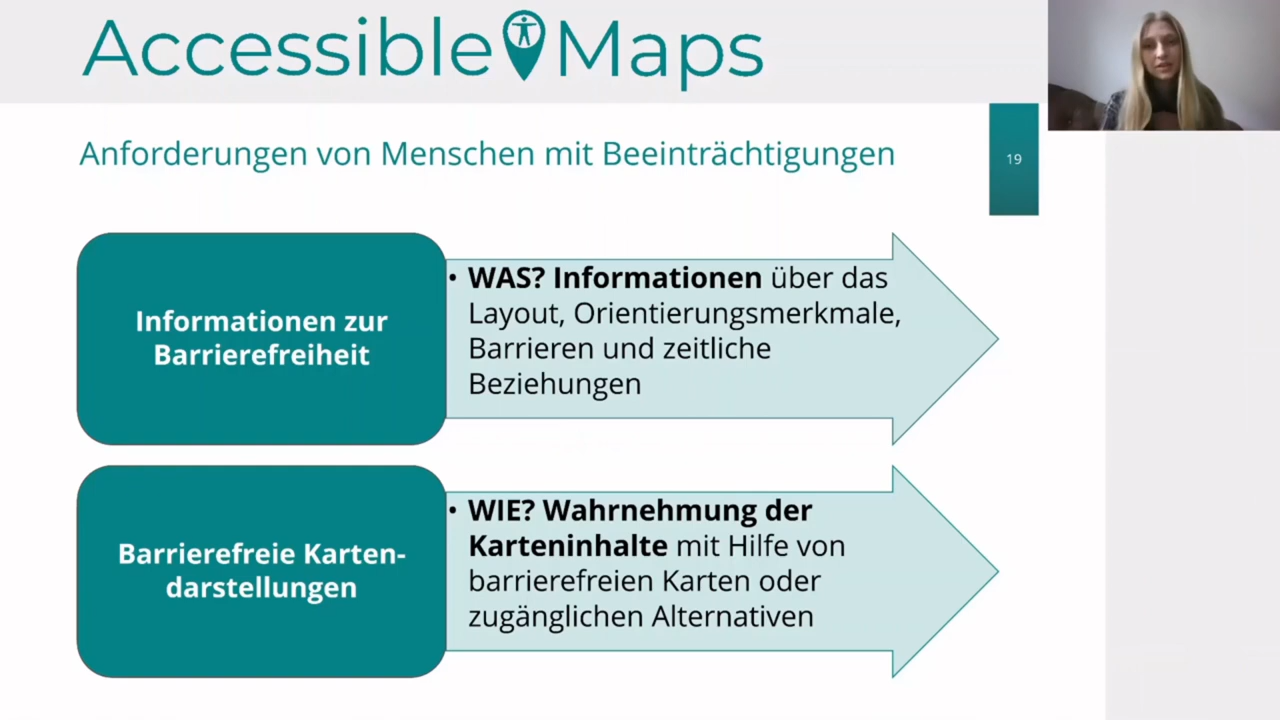 Accessible Maps
Anforderungen von Menschen mit Beeinträchtigungen
19
Informationen zur
Barrierefreiheit
• WAS? Informationen über das
Layout, Orientierungsmerkmale,
Barrieren und zeitliche
Beziehungen
Barrierefreie Karten-
darstellungen
• WIE? Wahrnehmung der
Karteninhalte mit Hilfe von
barrierefreien Karten oder
zugänglichen Alternativen